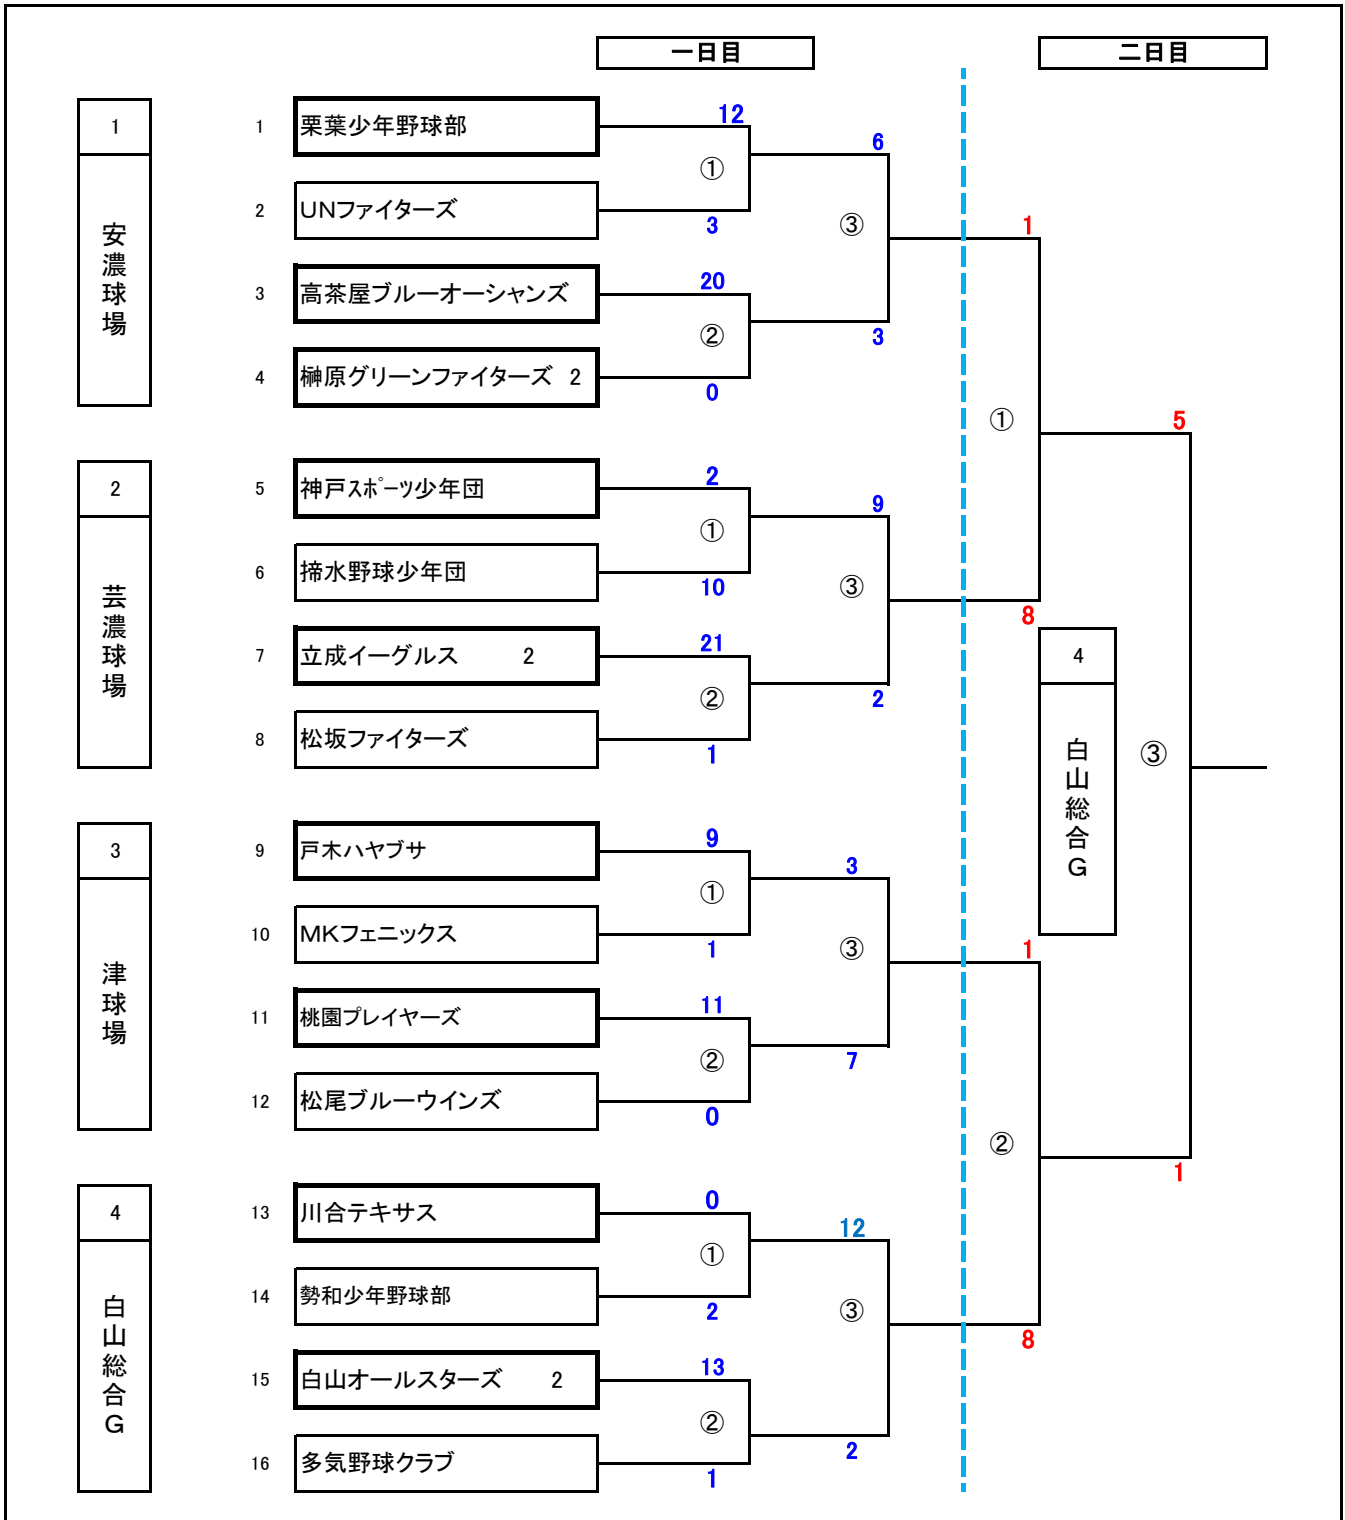 一日目
二日目
1
安濃球場
1
栗葉少年野球部
12
①
6
2
UNファイターズ
3
③
1
3
高茶屋ブルーオーシャンズ
20
②
3
4
榊原グリーンファイターズ 2
0
①
5
2
芸濃球場
5
神戸スポーツ少年団
2
①
9
6
揥水野球少年団
10
③
8
7
立成イーグルス 2
21
②
2
8
松坂ファイターズ
1
4
白山総合G
③
3
津球場
9
戸木ハヤブサ
9
①
3
10
MKフェニックス
1
③
1
11
桃園プレイヤーズ
11
②
7
12
松尾ブルーウインズ
0
②
1
4
白山総合G
13
川合テキサス
0
①
12
14
勢和少年野球部
2
③
8
15
白山オールスターズ 2
13
②
2
16
多気野球クラブ
1